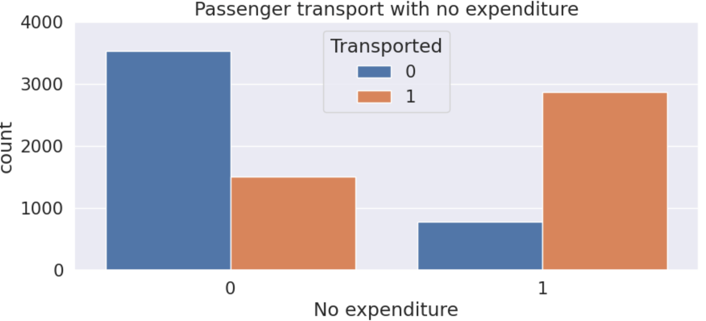 Passenger transport with no expenditure
4000
3000
2000
1000
0
count
Transported
0
1
0
1
No expenditure